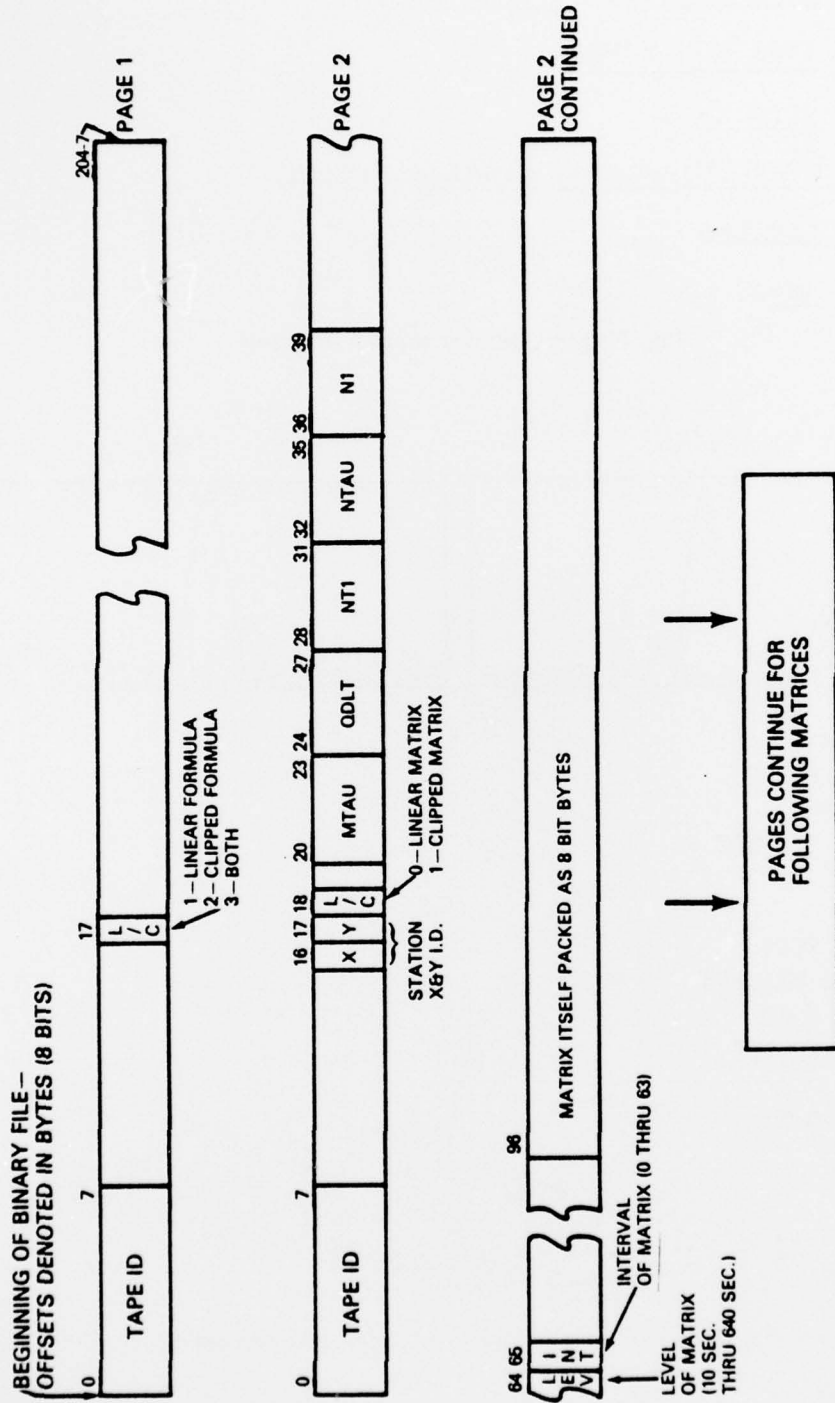 BEGINNING OF BINARY FILE—
OFFSETS DENOTED IN BYTES (8 BITS)
0 7 17 204-7
TAPE ID L/C
PAGE 1
1—LINEAR FORMULA
2—CLIPPED FORMULA
3—BOTH
0 7 16 17 18 20 23 24 27 28 31 32 35 36 39
TAPE ID X Y L/C MTAU QDLT NT1 NTAU N1
PAGE 2
STATION
X&Y I.D.
0—LINEAR MATRIX
1—CLIPPED MATRIX
64 65 96
LEV INT MATRIX ITSELF PACKED AS 8 BIT BYTES
PAGE 2
CONTINUED
LEVEL
OF MATRIX
(10 SEC.
THRU 640 SEC.)
INTERVAL
OF MATRIX (0 THRU 63)
PAGES CONTINUE FOR
FOLLOWING MATRICES